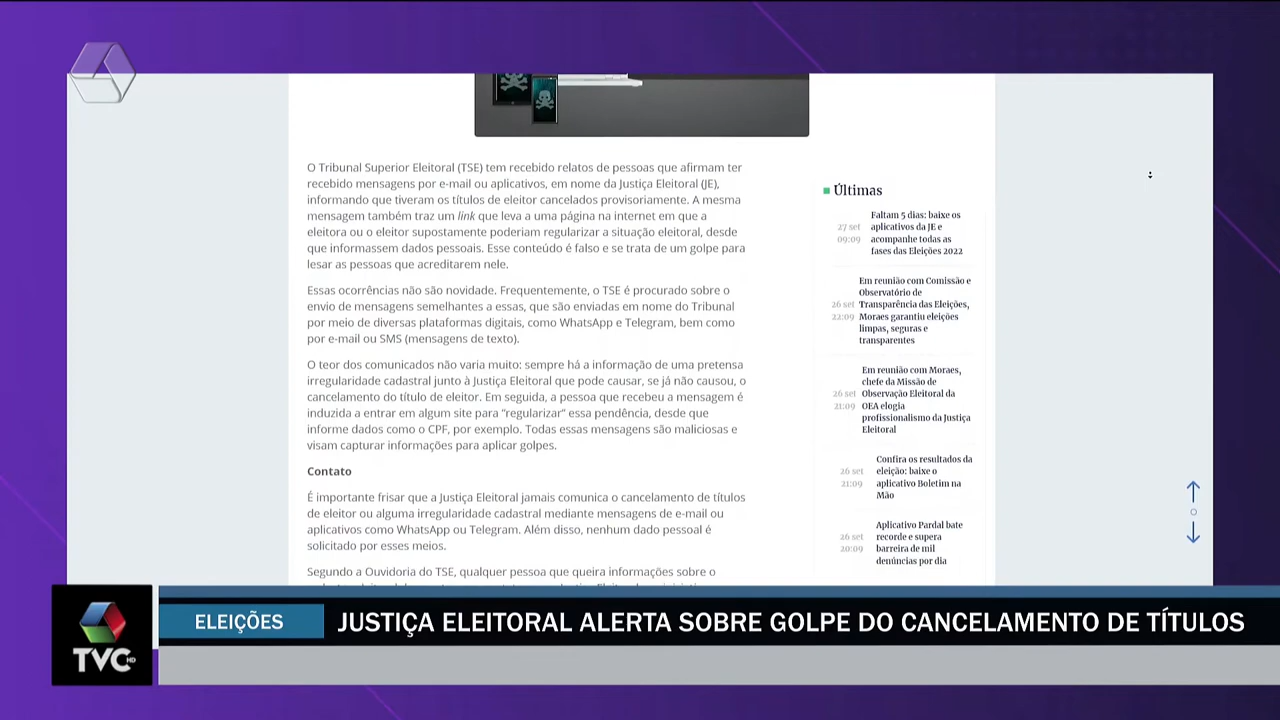 O Tribunal Superior Eleitoral (TSE) tem recebido relatos de pessoas que afirmam ter
recebido mensagens por e-mail ou aplicativos, em nome da Justiça Eleitoral (JE),
informando que tiveram os títulos de eleitor cancelados provisoriamente. A mesma
mensagem também traz um link que leva a uma página na internet em que a
eleitora ou o eleitor supostamente poderiam regularizar a situação eleitoral, desde
que informassem dados pessoais. Esse conteúdo é falso e se trata de um golpe para
lesar as pessoas que acreditarem nele.
Essas ocorrências não são novidade. Frequentemente, o TSE é procurado sobre o
envio de mensagens semelhantes a essas, que são enviadas em nome do Tribunal
por meio de diversas plataformas digitais, como WhatsApp e Telegram, bem como
por e-mail ou SMS (mensagens de texto).
O teor dos comunicados não varia muito: sempre há a informação de uma pretensa
irregularidade cadastral junto à Justiça Eleitoral que pode causar, se já não causou, o
cancelamento do título de eleitor. Em seguida, a pessoa que recebeu a mensagem é
induzida a entrar em algum site para "regularizar" essa pendência, desde que
informe dados como o CPF, por exemplo. Todas essas mensagens são maliciosas e
visam capturar informações para aplicar golpes.
Contato
É importante frisar que a Justiça Eleitoral jamais comunica o cancelamento de títulos
de eleitor ou alguma irregularidade cadastral mediante mensagens de e-mail ou
aplicativos como WhatsApp ou Telegram. Além disso, nenhum dado pessoal é
solicitado por esses meios.
Segundo a Ouvidoria do TSE, qualquer pessoa que queira informações sobre o
Últimas
27 set
09:09
Faltam 5 dias: baixe os
aplicativos da JE e
acompanhe todas as
fases das Eleições 2022
26 set
22:09
Em reunião com Comissão e
Observatório de
Transparência das Eleições,
Moraes garantiu eleições
limpas, seguras e
transparentes
26 set
21:09
Em reunião com Moraes,
chefe da Missão de
Observação Eleitoral da
OEA elogia
profissionalismo da Justiça
Eleitoral
26 set
21:09
Confira os resultados da
eleição: baixe o
aplicativo Boletim na
Mão
26 set
20:09
Aplicativo Pardal bate
recorde e supera
barreira de mil
denúncias por dia
ELEIÇÕES
JUSTIÇA ELEITORAL ALERTA SOBRE GOLPE DO CANCELAMENTO DE TÍTULOS
TVC HD